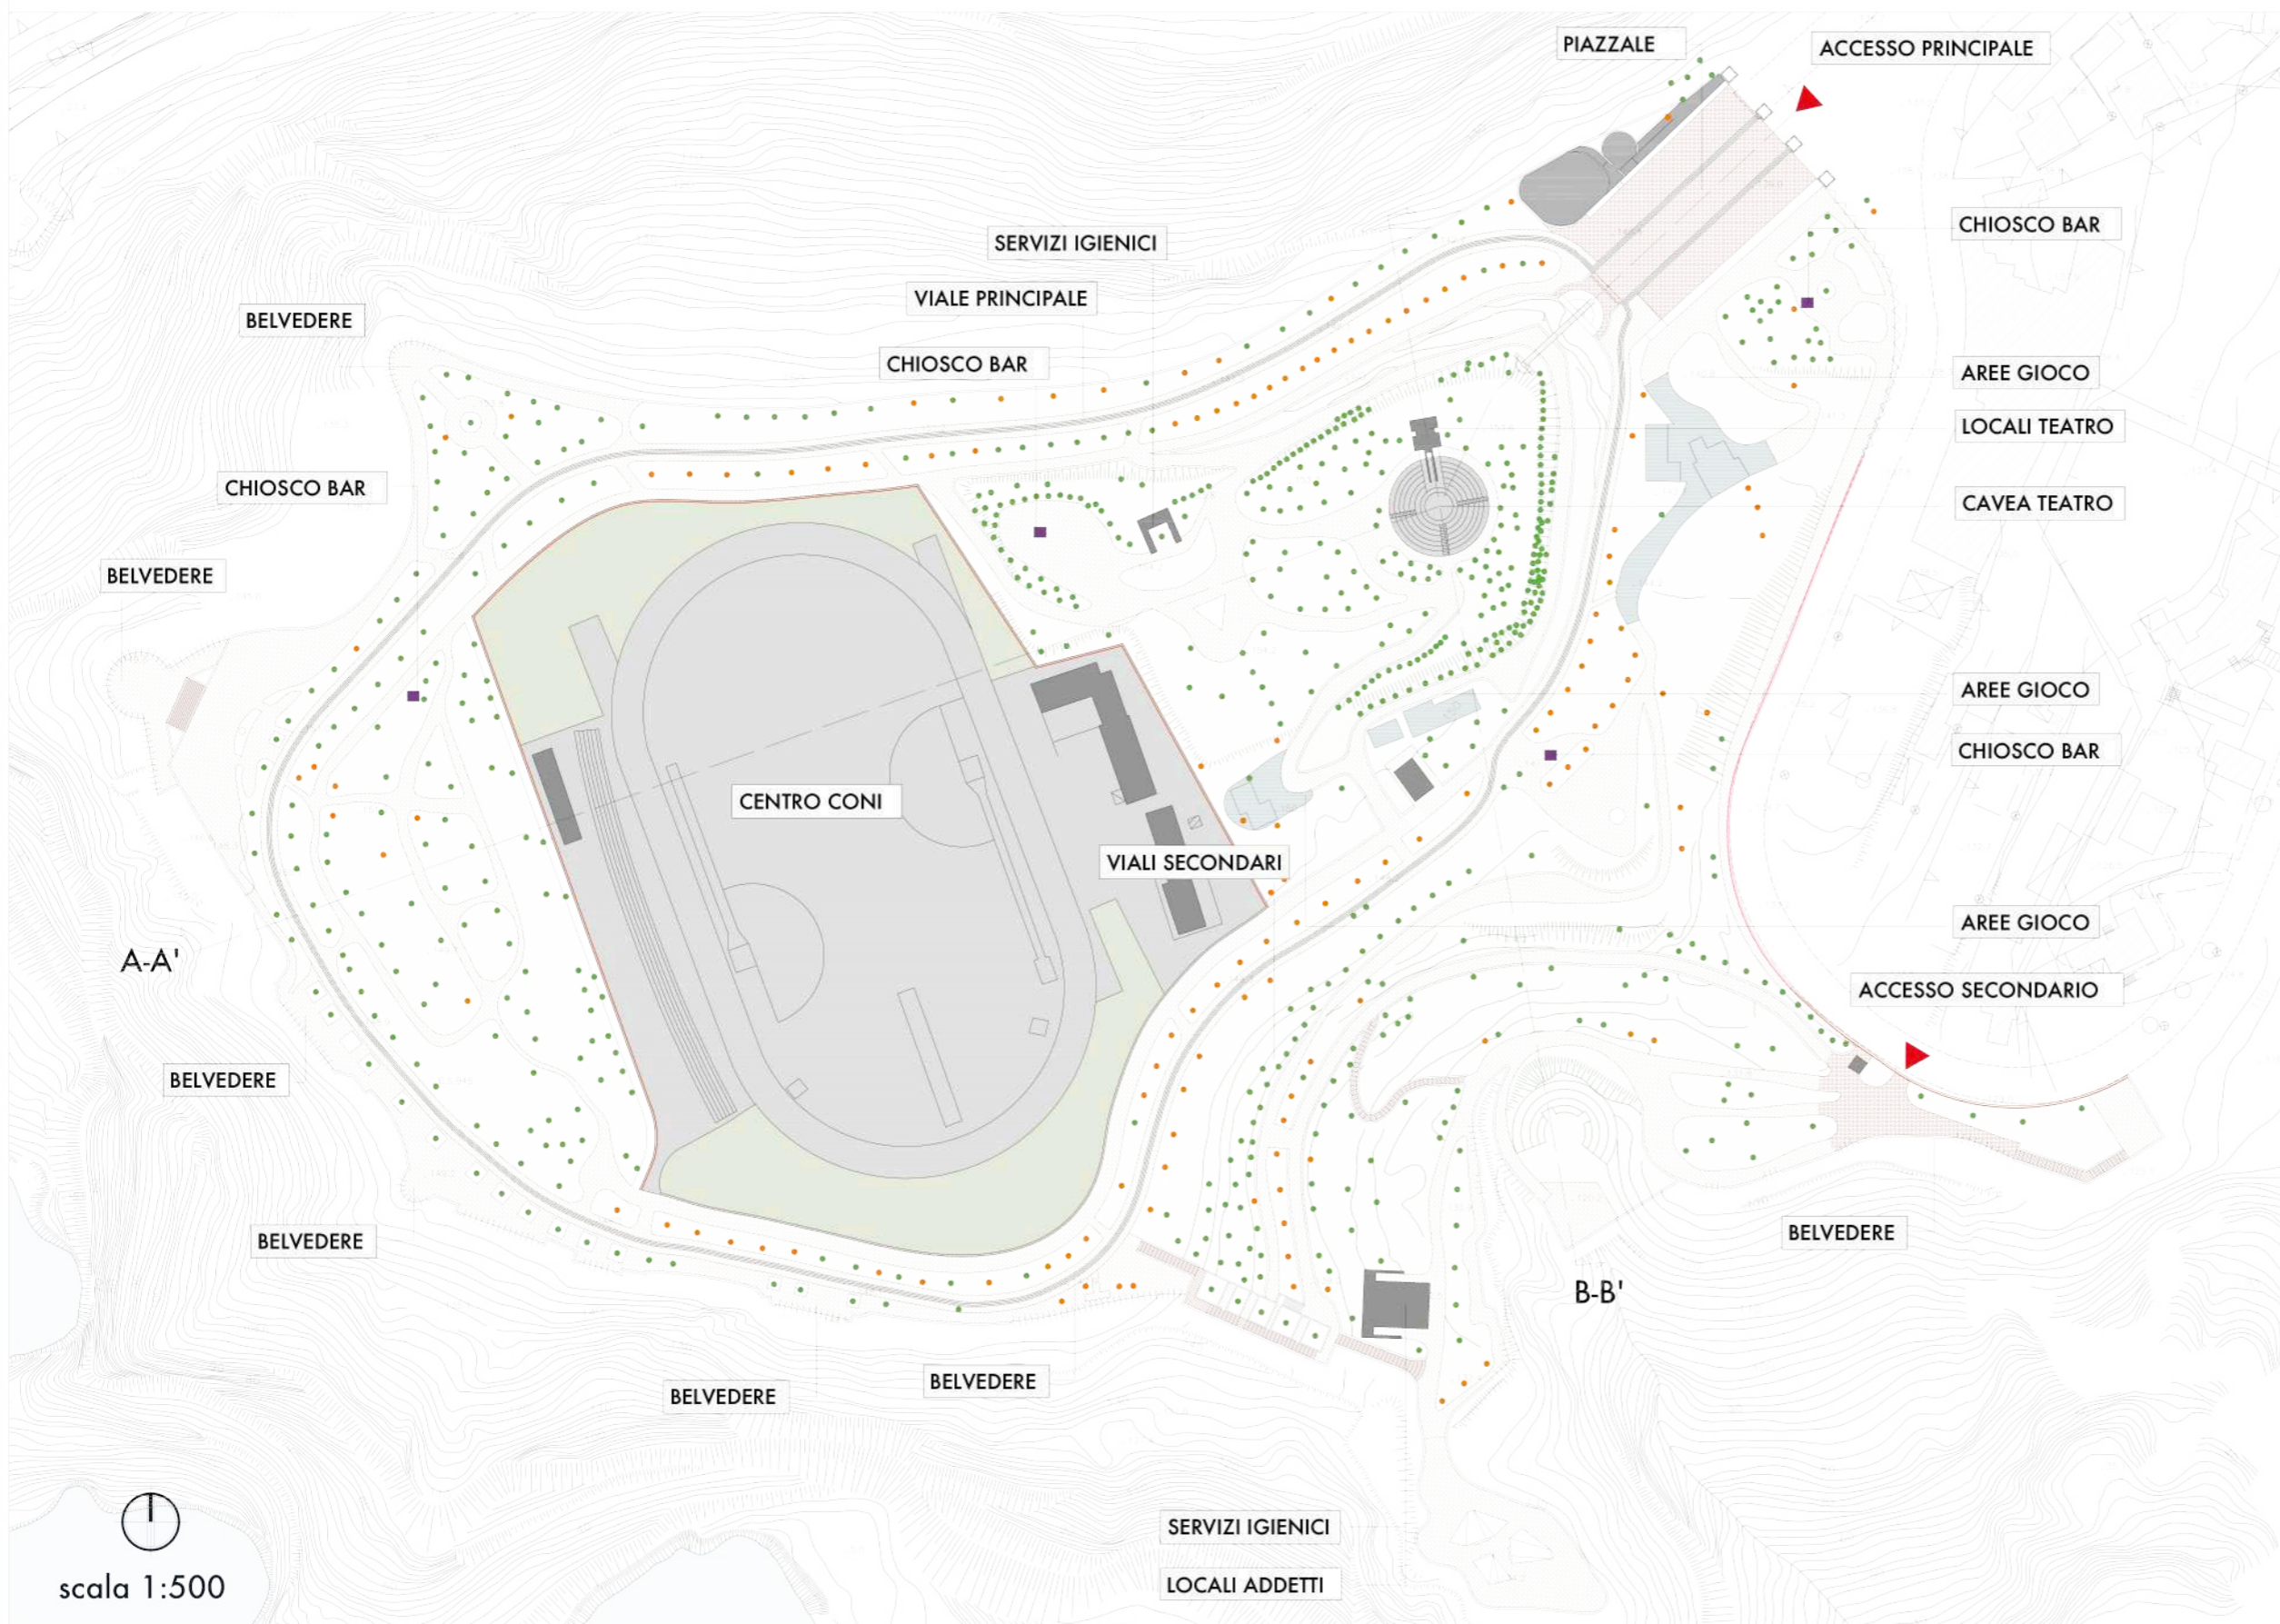 PIAZZALE
ACCESSO PRINCIPALE
CHIOSCO BAR
SERVIZI IGIENICI
VIALE PRINCIPALE
BELVEDERE
CHIOSCO BAR
AREE GIOCO
LOCALI TEATRO
CHIOSCO BAR
CAVEA TEATRO
BELVEDERE
AREE GIOCO
CHIOSCO BAR
CENTRO CONI
VIALI SECONDARI
AREE GIOCO
A-A'
ACCESSO SECONDARIO
BELVEDERE
BELVEDERE
BELVEDERE
B-B'
BELVEDERE
BELVEDERE
SERVIZI IGIENICI
LOCALI ADDETTI
scala 1:500